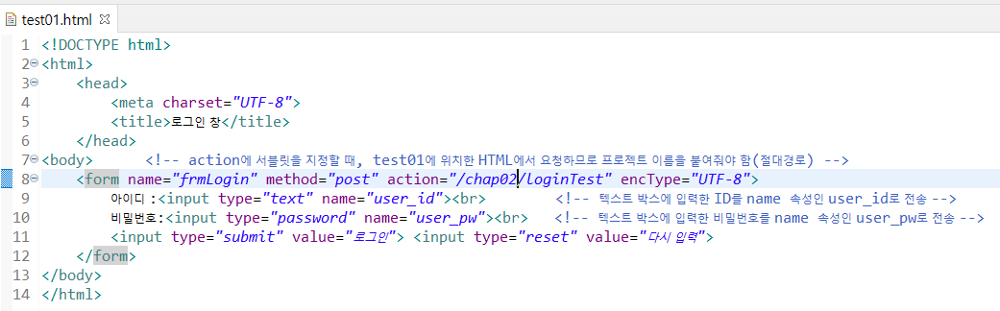 test01.html
1 <!DOCTYPE html>
2 <html>
3 <head>
4 <meta charset="UTF-8">
5 <title>로그인 창</title>
6 </head>
7 <body> <!-- action에 서블릿을 지정할 때, test01에 위치한 HTML에서 요청하므로 프로젝트 이름을 붙여줘야 함(절대경로) -->
8 <form name="frmLogin" method="post" action="/chap02/loginTest" encType="UTF-8">
9 아이디 :<input type="text" name="user_id"><br> <!-- 텍스트 박스에 입력한 ID를 name 속성인 user_id로 전송 -->
10 비밀번호:<input type="password" name="user_pw"><br> <!-- 텍스트 박스에 입력한 비밀번호를 name 속성인 user_pw로 전송 -->
11 <input type="submit" value="로그인"> <input type="reset" value="다시 입력">
12 </form>
13 </body>
14 </html>